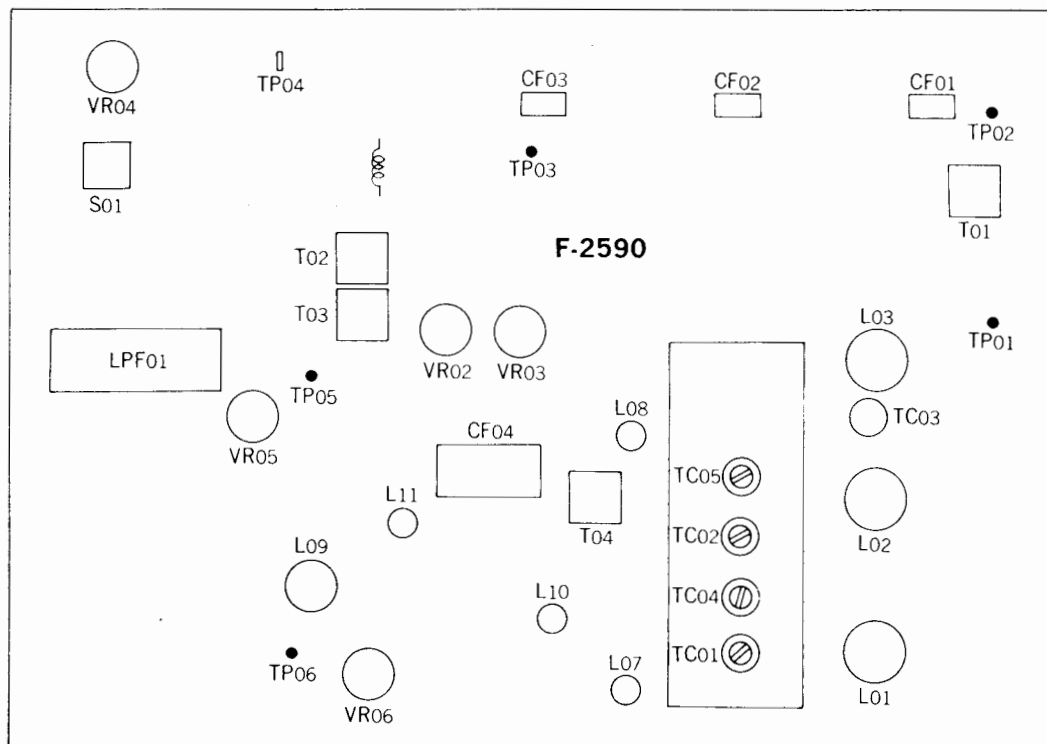 VR04
TP04
CF03
CF02
CF01
TP02
TP03
S01
T01
T02
F-2590
T03
L03
TP01
LPF01
VR02
VR03
TP05
L08
TC03
CF04
VR05
TC05
L11
T04
TC02
L02
L09
L10
TC04
TC01
L07
TP06
L01
VR06